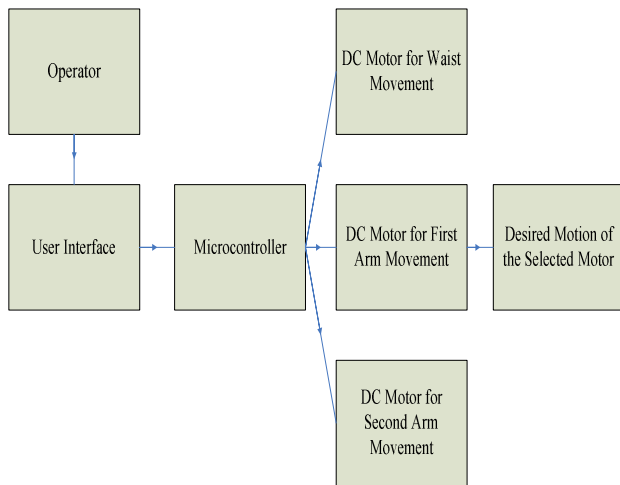 Operator
DC Motor for Waist
Movement
User Interface
Microcontroller
DC Motor for First
Arm Movement
Desired Motion of
the Selected Motor
DC Motor for
Second Arm
Movement